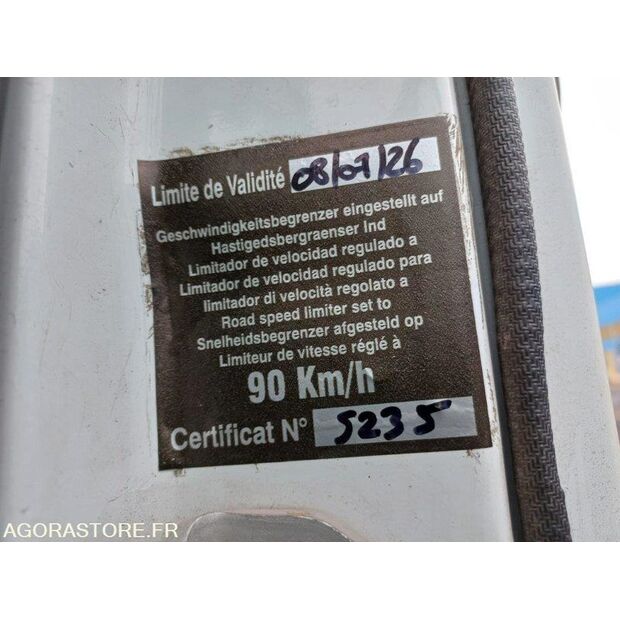 Limite de Validité 08/07/26
Geschwindigkeitsbegrenzer eingestellt auf
Hastigedsbergraenser Ind
Limitador de velocidad regulado a
Limitador de velocidad regulado para
limitador di velocità regolato a
Road speed limiter set to
Snelheidsbegrenzer afgesteld op
Limiteur de vitesse réglé à
90 Km/h
Certificat N° 5235
AGORASTORE.FR